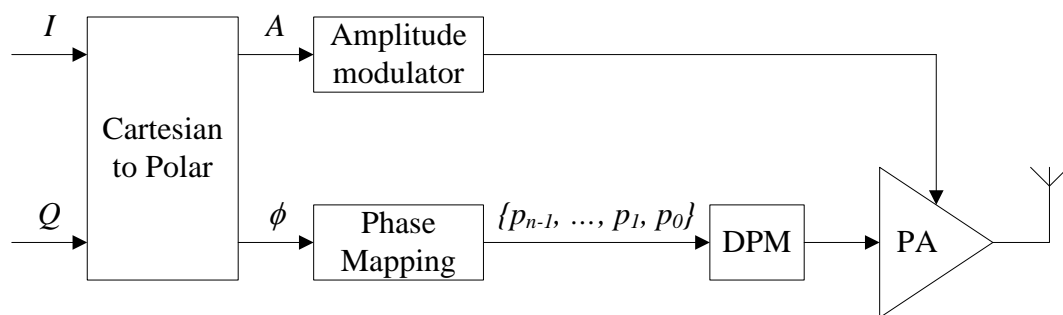 I
A
Amplitude
modulator
Cartesian
to Polar
Q
ϕ
Phase
Mapping
{pn-1, ..., p1, p0}
DPM
PA